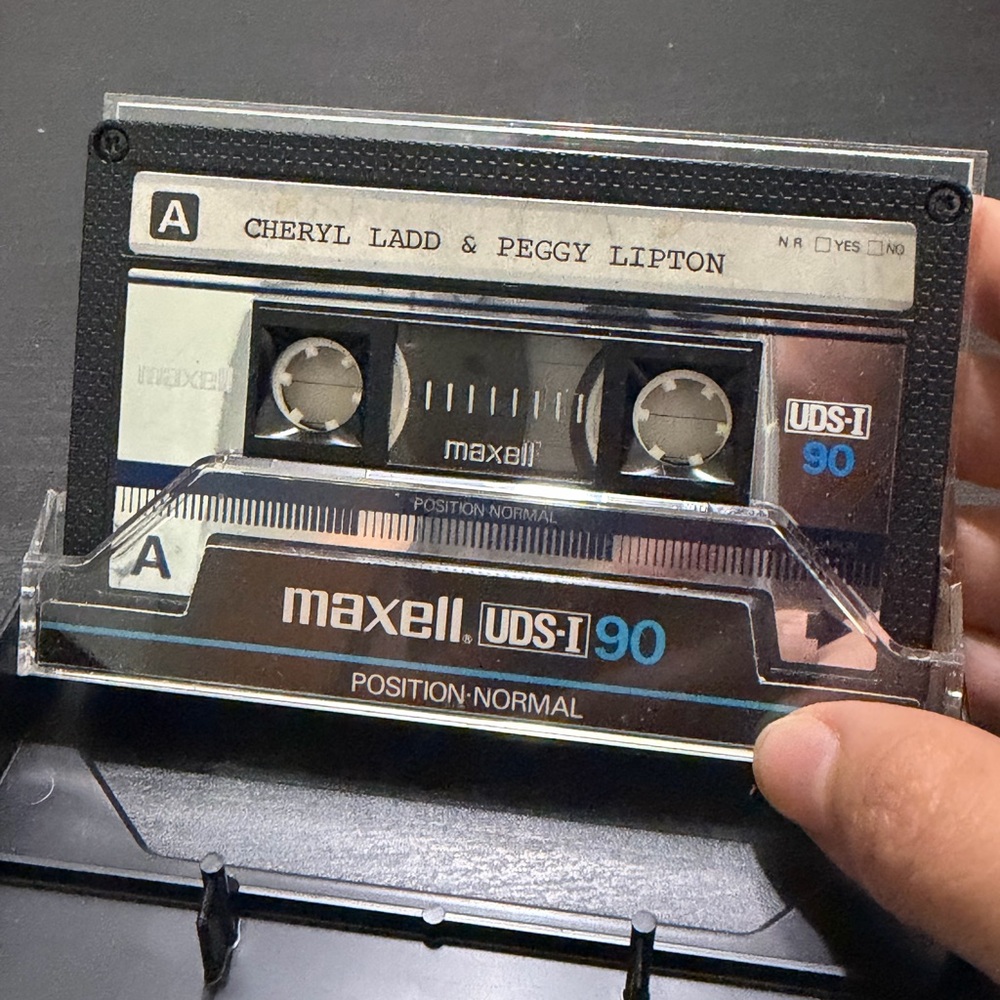 A
CHERYL LADD & PEGGY LIPTON
N R □ YES □ NO
maxell
UDS-I
90
maxell
POSITION NORMAL
A
maxell® UDS-I 90
POSITION·NORMAL